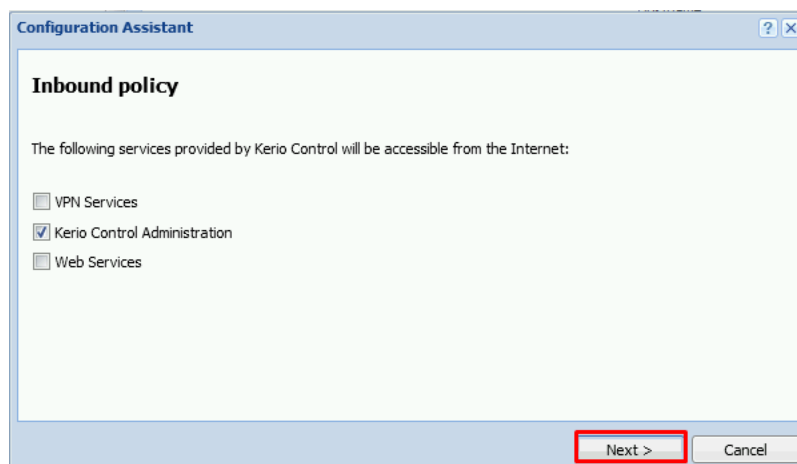 Configuration Assistant
?
Inbound policy
The following services provided by Kerio Control will be accessible from the Internet:
VPN Services
Kerio Control Administration
Web Services
Next >
Cancel